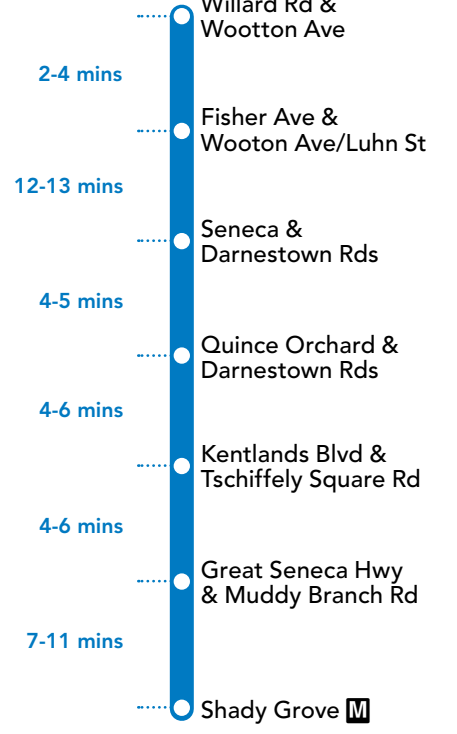 Willard Rd &
Wootton Ave
2-4 mins
Fisher Ave &
Wooton Ave/Luhn St
12-13 mins
Seneca &
Darnestown Rds
4-5 mins
Quince Orchard &
Darnestown Rds
4-6 mins
Kentlands Blvd &
Tschiffely Square Rd
4-6 mins
Great Seneca Hwy
& Muddy Branch Rd
7-11 mins
Shady Grove M